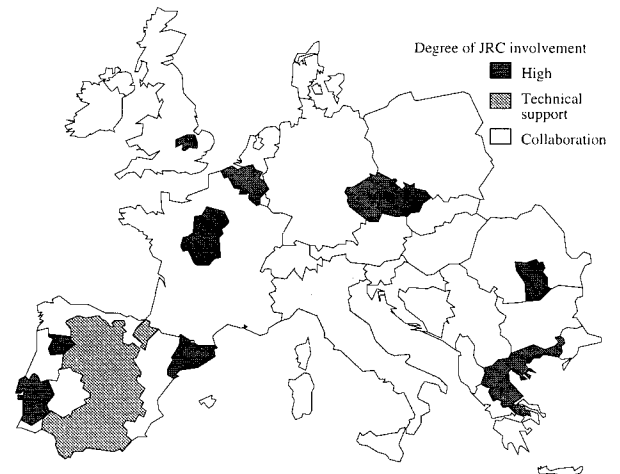 Degree of JRC involvement
High
Technical
support
Collaboration